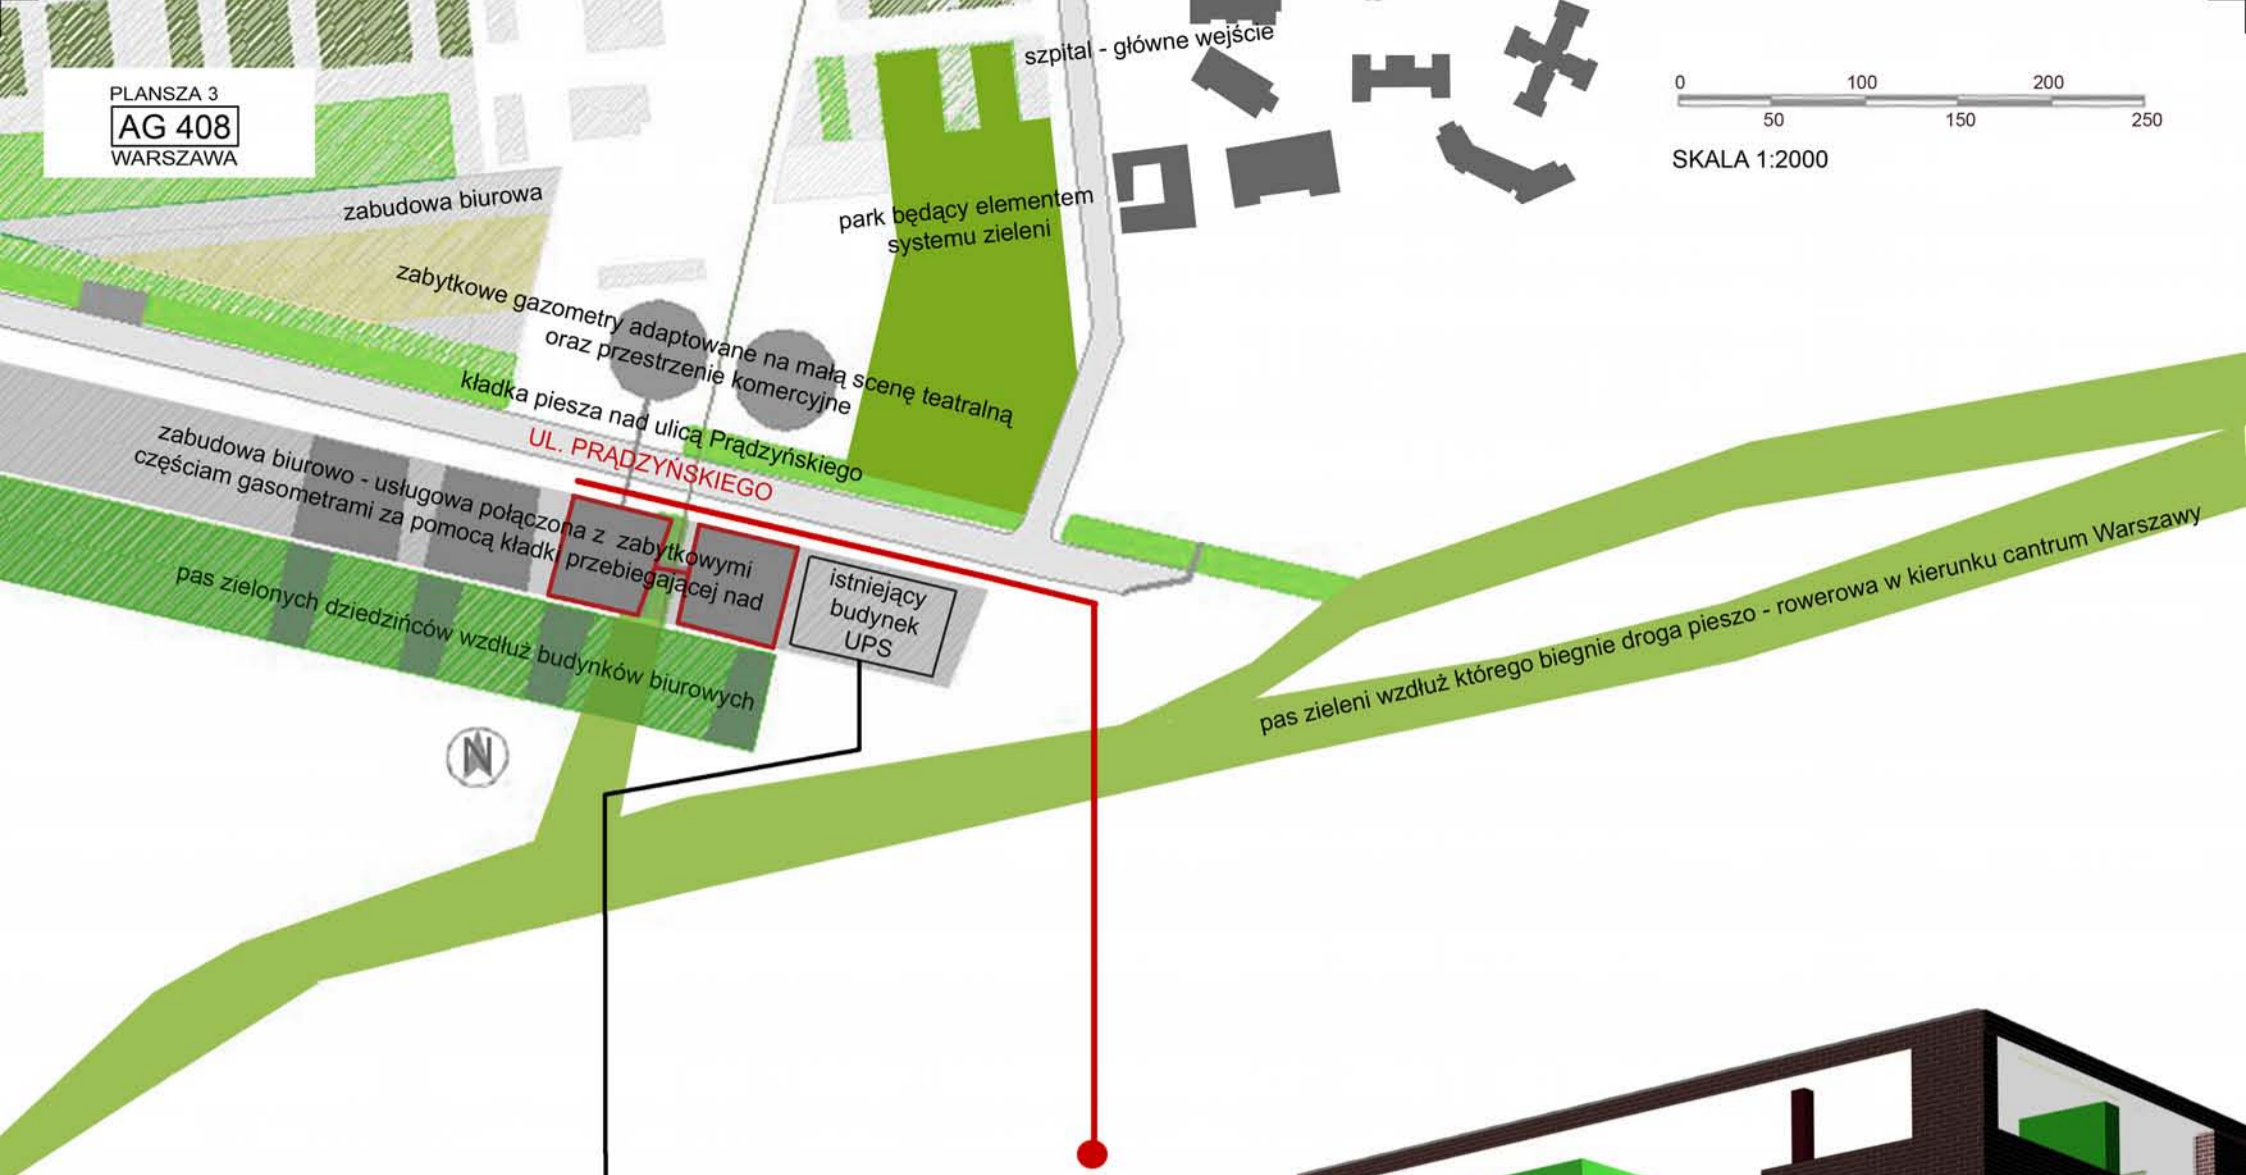 szpital - główne wejście
0 100 200
50 150 250
SKALA 1:2000
PLANSZA 3
AG 408
WARSZAWA
zabudowa biurowa
park będący elementem
systemu zieleni
zabytkowe gazometry adaptowane na małą scenę teatralną
oraz przestrzenie komercyjne
kładka piesza nad ulicą Prądzyńskiego
UL. PRĄDZYŃSKIEGO
zabudowa biurowo - usługowa połączona z zabytkowymi
częściam gasometrami za pomocą kładki przebiegającej nad
istniejący
budynek
UPS
pas zielonych dziedzińców wzdłuż budynków biurowych
pas zieleni wzdłuż którego biegnie droga pieszo - rowerowa w kierunku cantrum Warszawy
N